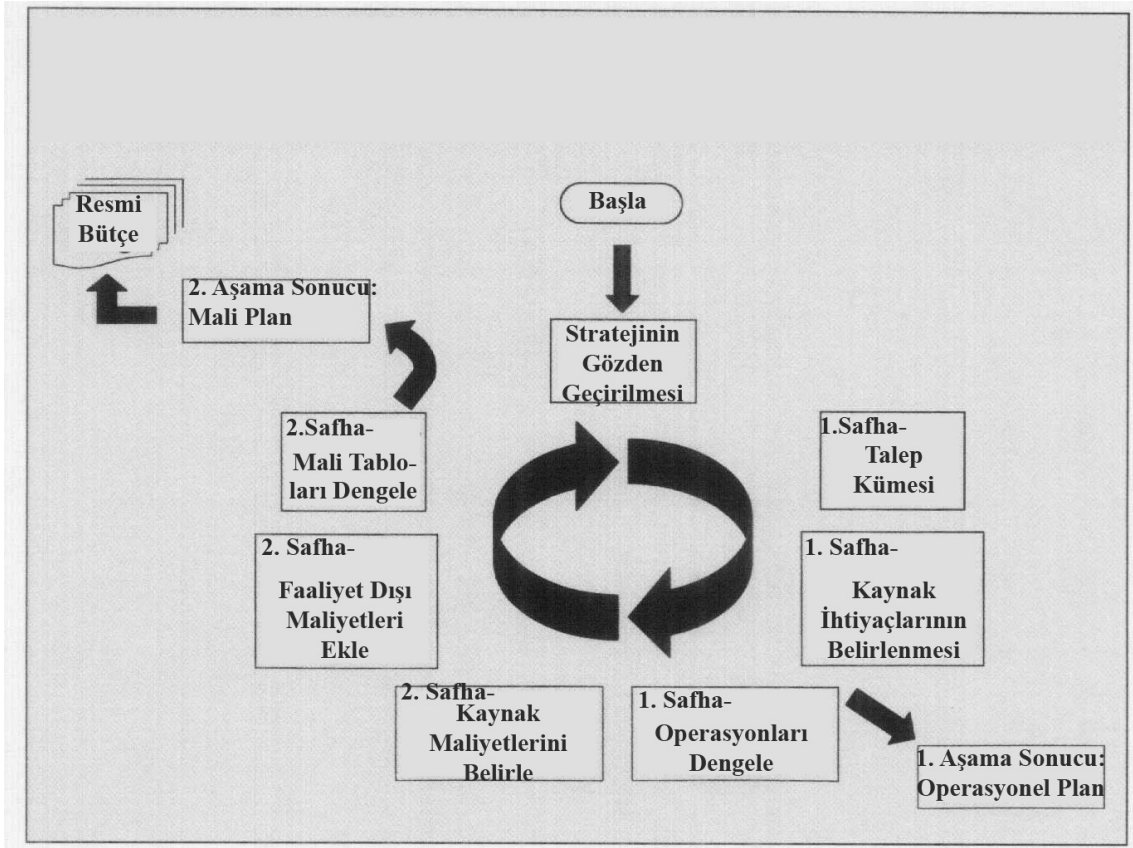 Resmi
Bütçe
Başla
2. Aşama Sonucu:
Mali Plan
Stratejinin
Gözden
Geçirilmesi
2.Safha-
Mali Tablo-
ları Dengele
1.Safha-
Talep
Kümesi
2. Safha-
Faaliyet Dışı
Maliyetleri
Ekle
1. Safha-
Kaynak
İhtiyaçlarının
Belirlenmesi
2. Safha-
Kaynak
Maliyetlerini
Belirle
1. Safha-
Operasyonları
Dengele
1. Aşama Sonucu:
Operasyonel Plan